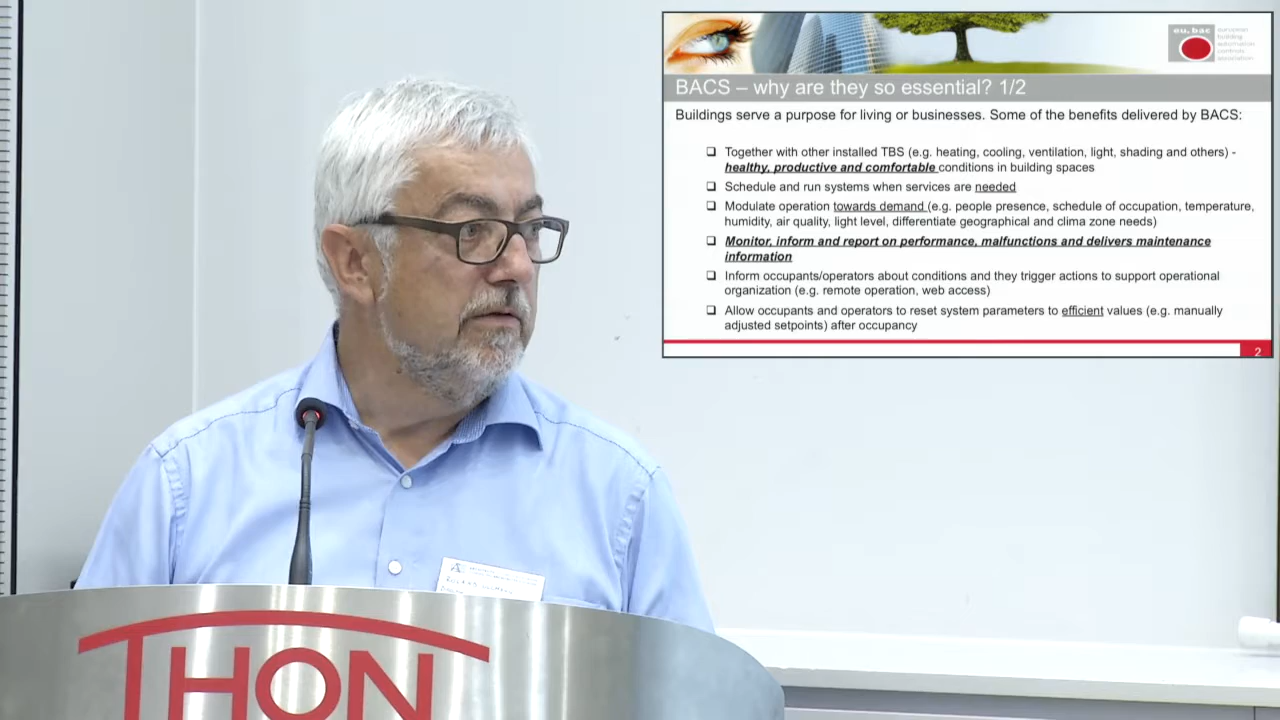 eu.bac
european
building
automation
controls
association
BACS – why are they so essential? 1/2
Buildings serve a purpose for living or businesses. Some of the benefits delivered by BACS:
❑ Together with other installed TBS (e.g. heating, cooling, ventilation, light, shading and others) -
healthy, productive and comfortable conditions in building spaces
❑ Schedule and run systems when services are needed
❑ Modulate operation towards demand (e.g. people presence, schedule of occupation, temperature,
humidity, air quality, light level, differentiate geographical and clima zone needs)
❑ Monitor, inform and report on performance, malfunctions and delivers maintenance
information
❑ Inform occupants/operators about conditions and they trigger actions to support operational
organization (e.g. remote operation, web access)
❑ Allow occupants and operators to reset system parameters to efficient values (e.g. manually
adjusted setpoints) after occupancy
2
THON